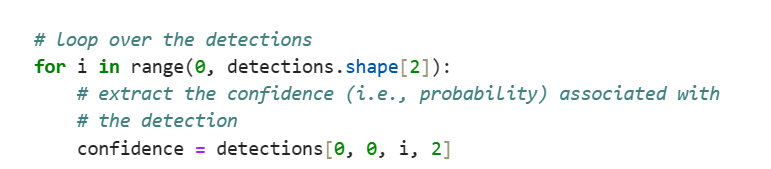 # loop over the detections
for i in range(0, detections.shape[2]):
    # extract the confidence (i.e., probability) associated with
    # the detection
    confidence = detections[0, 0, i, 2]